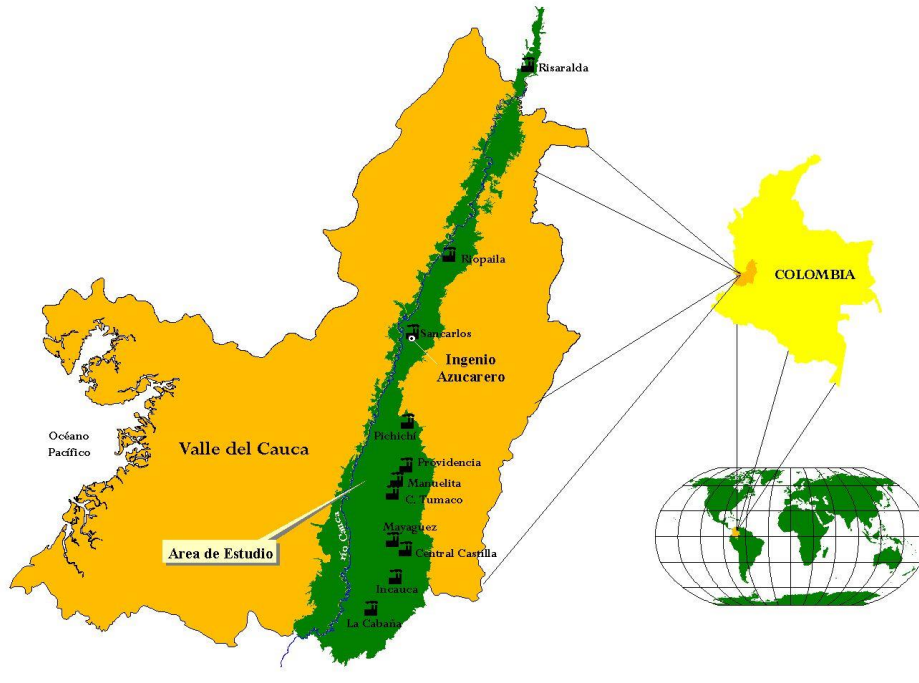 Risaralda
Riopaila
COLOMBIA
Sancarlos
Ingenio
Azucarero
Océano
Pacífico
Valle del Cauca
Pichichí
Providencia
Manuelita
C. Tumaco
río Cauca
Mayaguez
Central Castilla
Area de Estudio
Incauca
La Cabaña